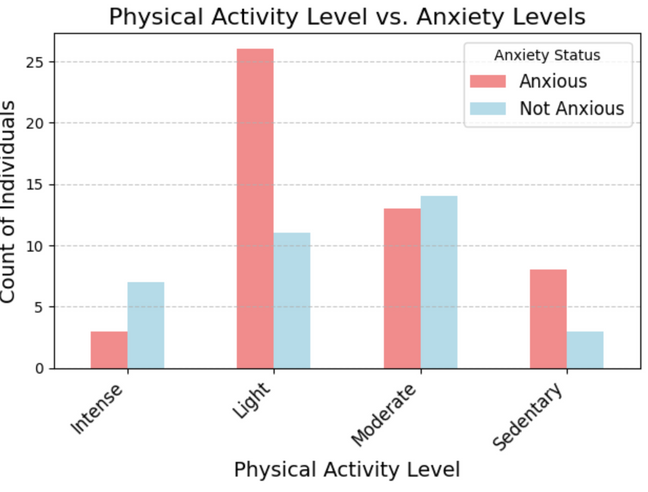 Physical Activity Level vs. Anxiety Levels
Anxiety Status
Anxious
Not Anxious
Count of Individuals
25
20
15
10
5
0
Intense
Light
Moderate
Sedentary
Physical Activity Level